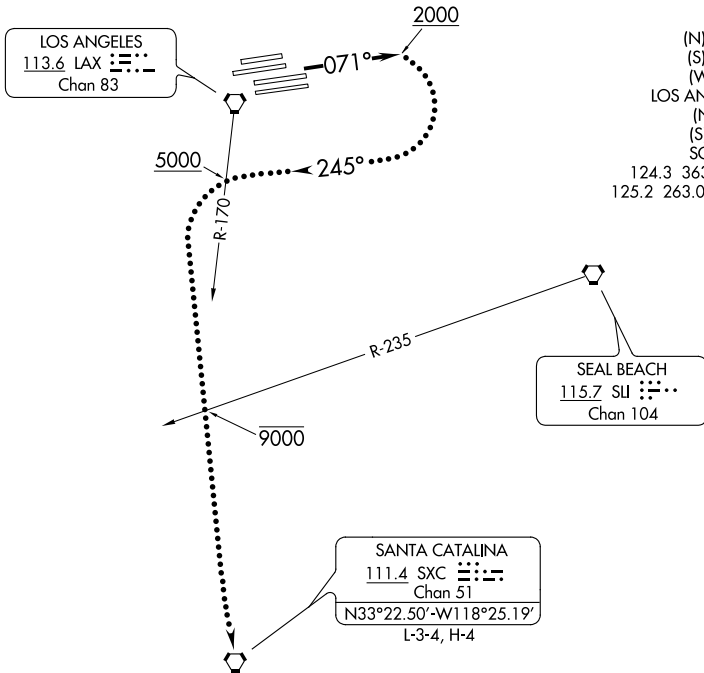 2000
LOS ANGELES
113.6 LAX
Chan 83
071°
5000
245°
R-170
(N)
(S)
(W
LOS AN
(N
(S
SO
124.3 363
125.2 263.0
R-235
SEAL BEACH
115.7 SLI
Chan 104
9000
SANTA CATALINA
111.4 SXC
Chan 51
N33°22.50'-W118°25.19'
L-3-4, H-4